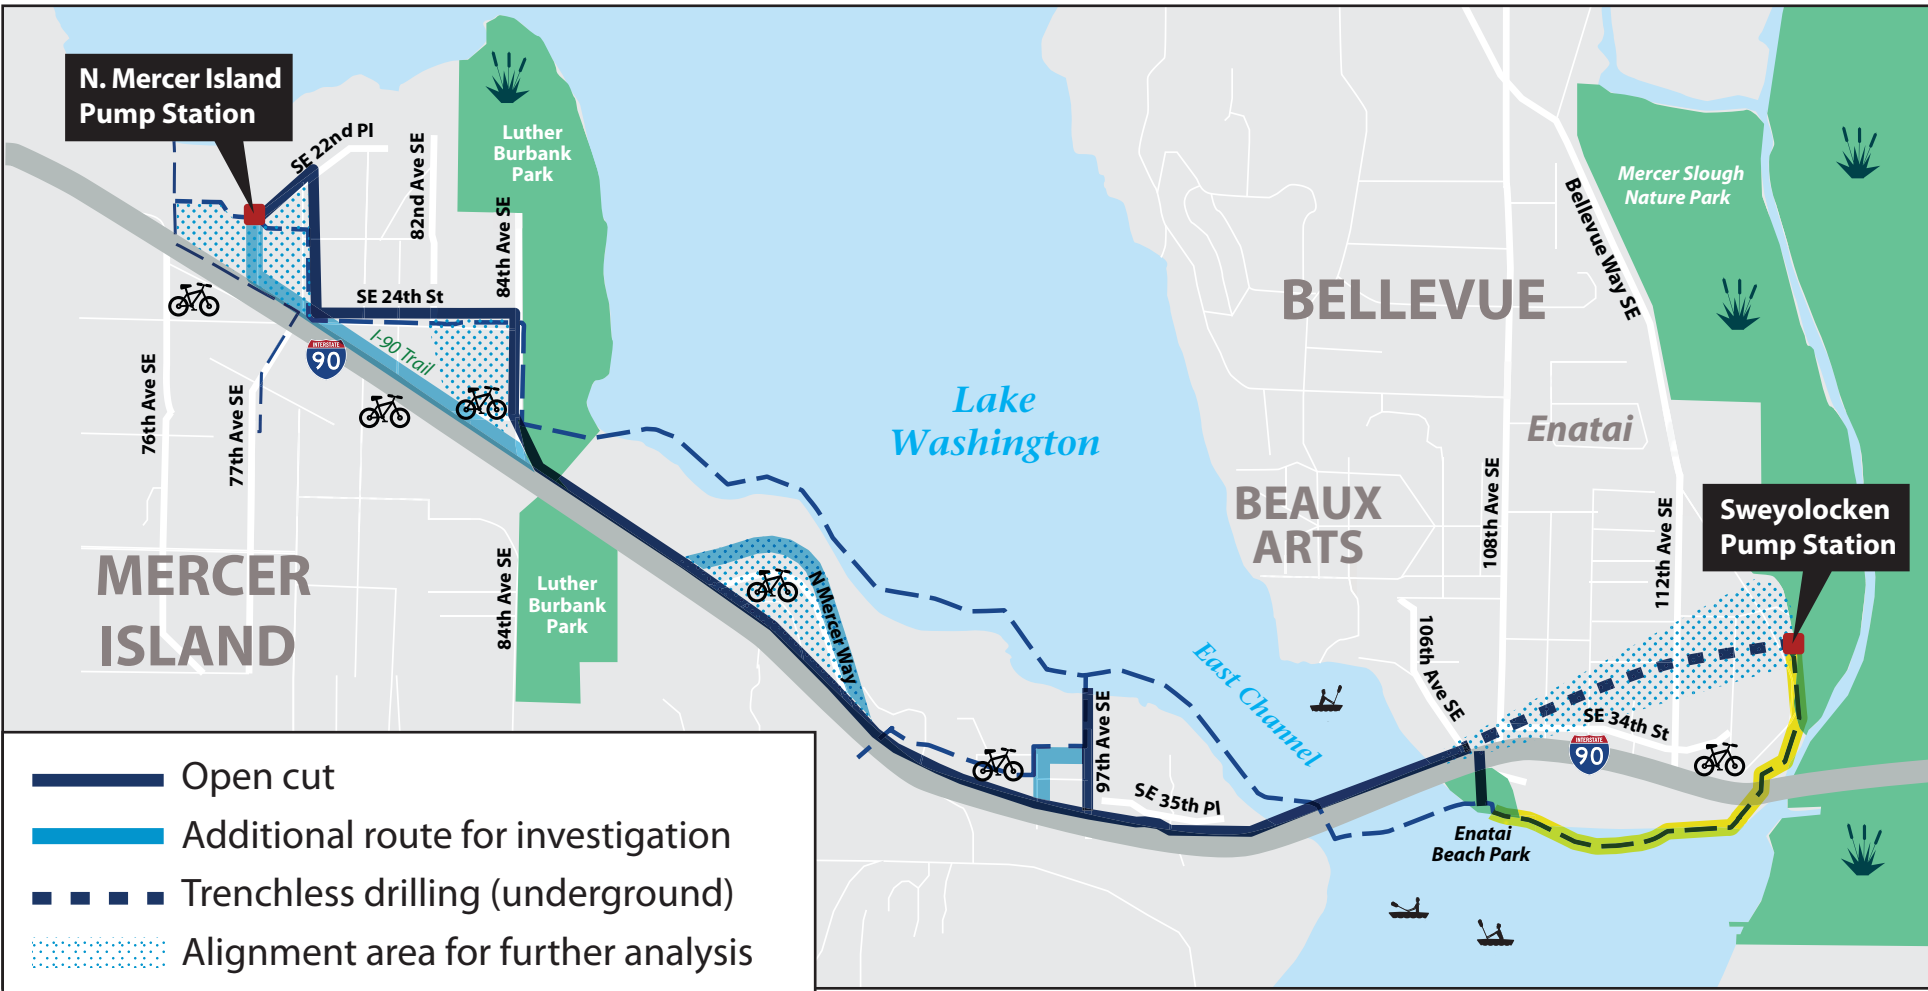 N. Mercer Island
Pump Station
SE 22nd Pl
82nd Ave SE
84th Ave SE
Luther
Burbank
Park
SE 24th St
I-90 Trail
INTERSTATE
90
76th Ave SE
77th Ave SE
MERCER
ISLAND
84th Ave SE
Luther
Burbank
Park
N Mercer Way
Lake
Washington
East Channel
97th Ave SE
SE 35th Pl
BELLEVUE
BEAUX
ARTS
Enatai
Bellevue Way SE
Mercer Slough
Nature Park
108th Ave SE
112th Ave SE
106th Ave SE
Sweyolocken
Pump Station
SE 34th St
INTERSTATE
90
Enatai
Beach Park
Open cut
Additional route for investigation
Trenchless drilling (underground)
Alignment area for further analysis